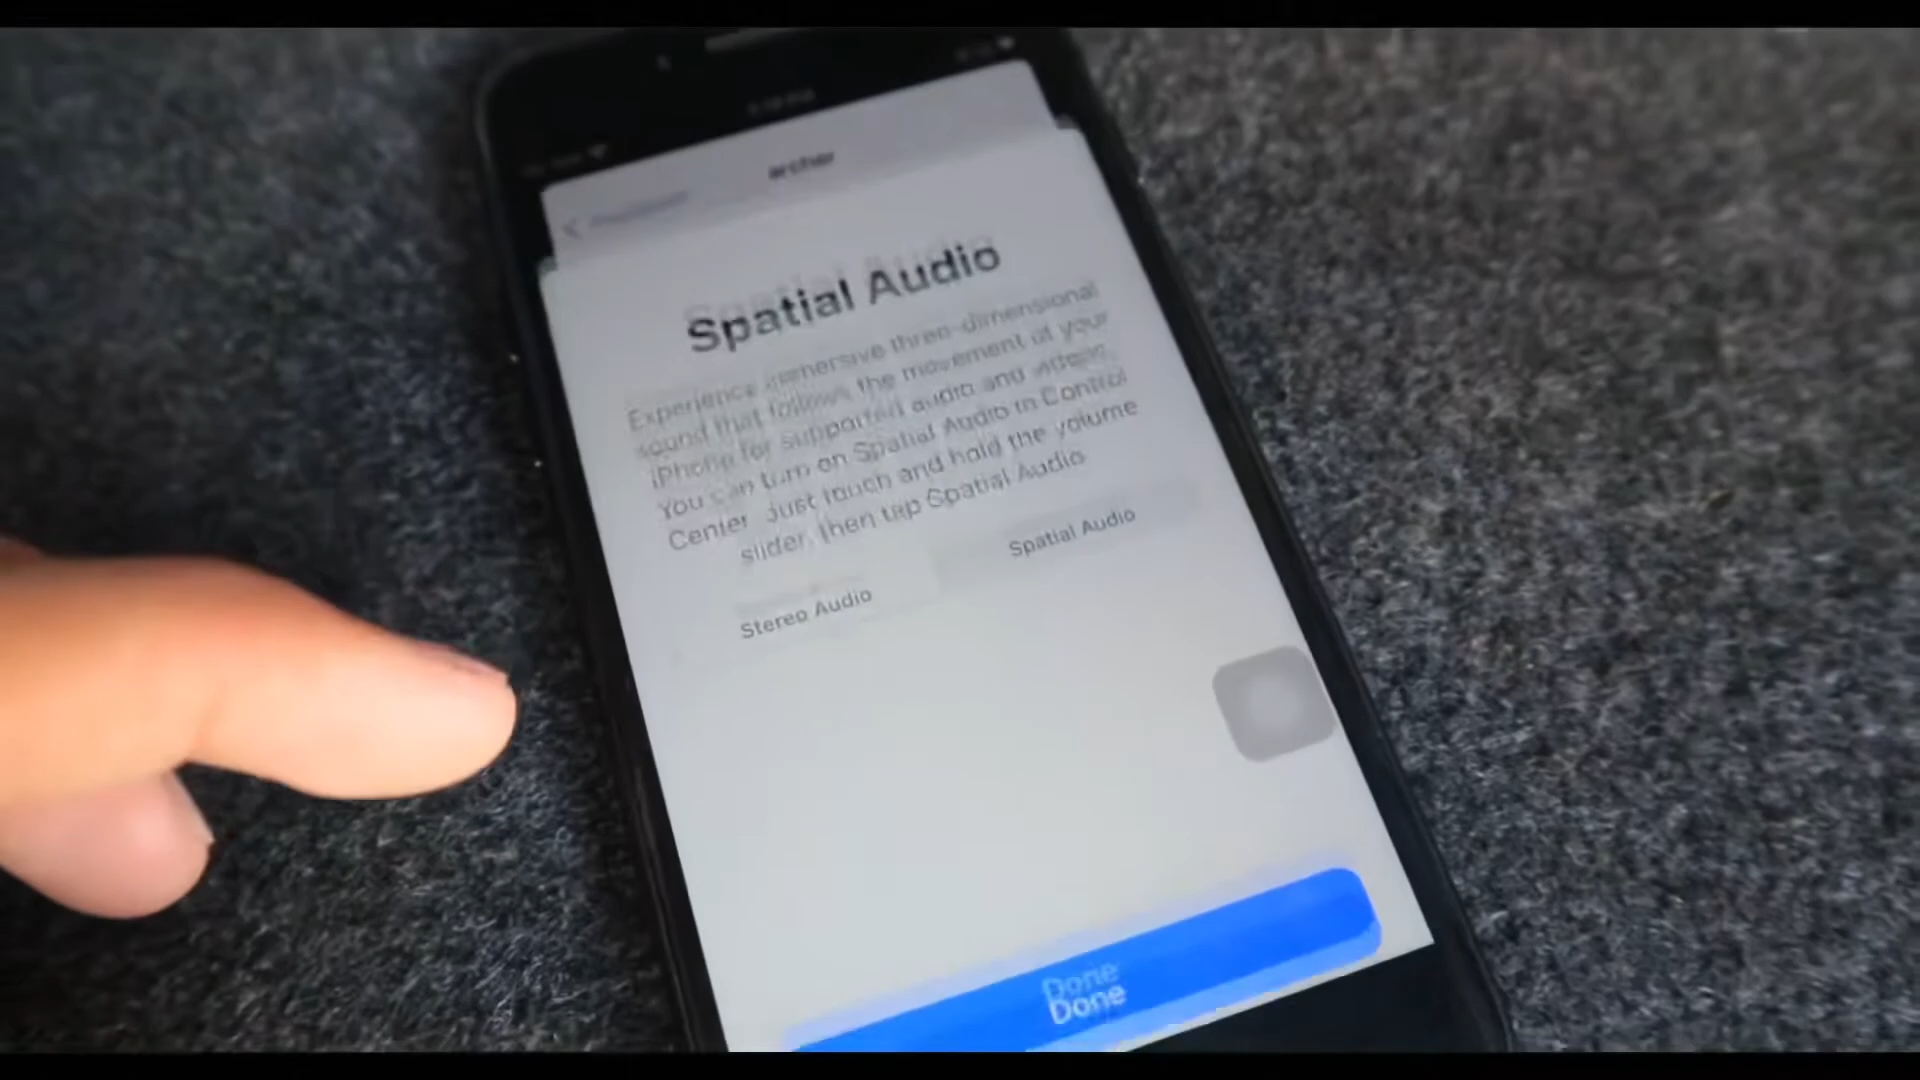 archer
Spatial Audio
Experience immersive three-dimensional
sound that follows the movement of your
iPhone for supported audio and videos.
You can turn on Spatial Audio in Control
Center. Just touch and hold the volume
slider, then tap Spatial Audio
Stereo Audio
Spatial Audio
Done